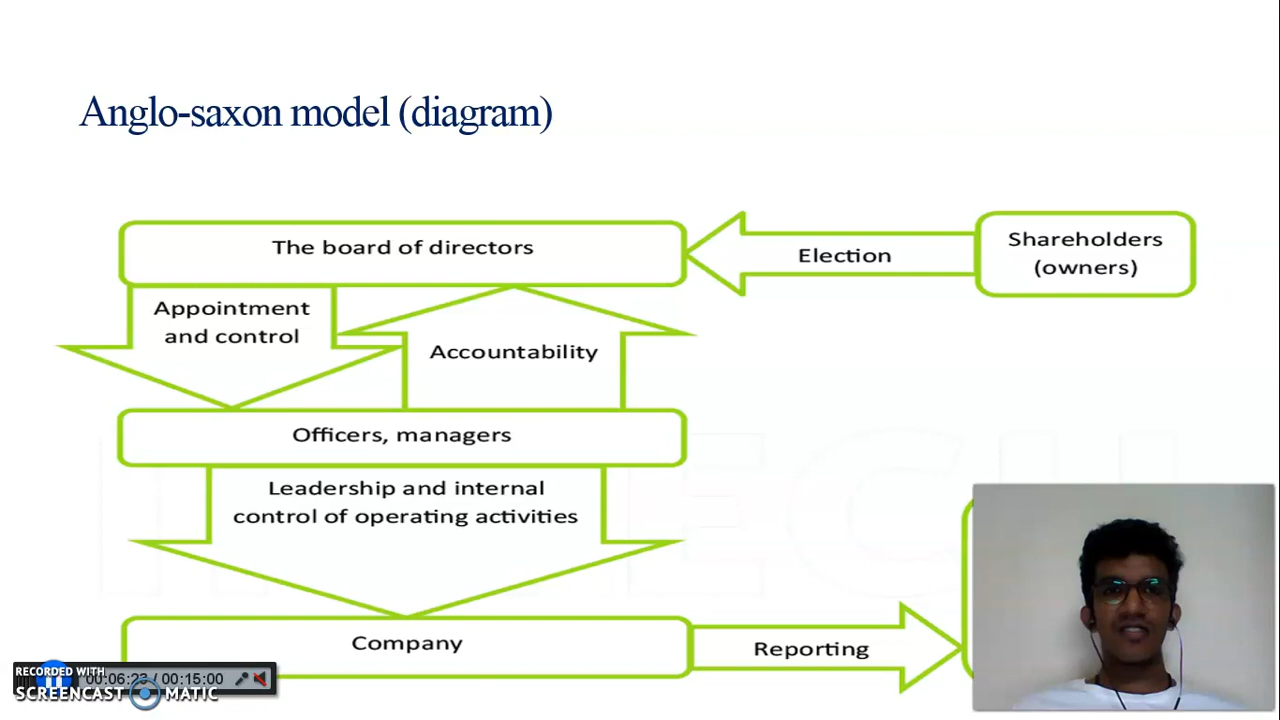 Anglo-saxon model (diagram)
The board of directors
Election
Shareholders
(owners)
Appointment
and control
Accountability
Officers, managers
Leadership and internal
control of operating activities
Company
Reporting
RECORDED WITH
00:06:23 / 00:15:00
SCREENCAST MATIC